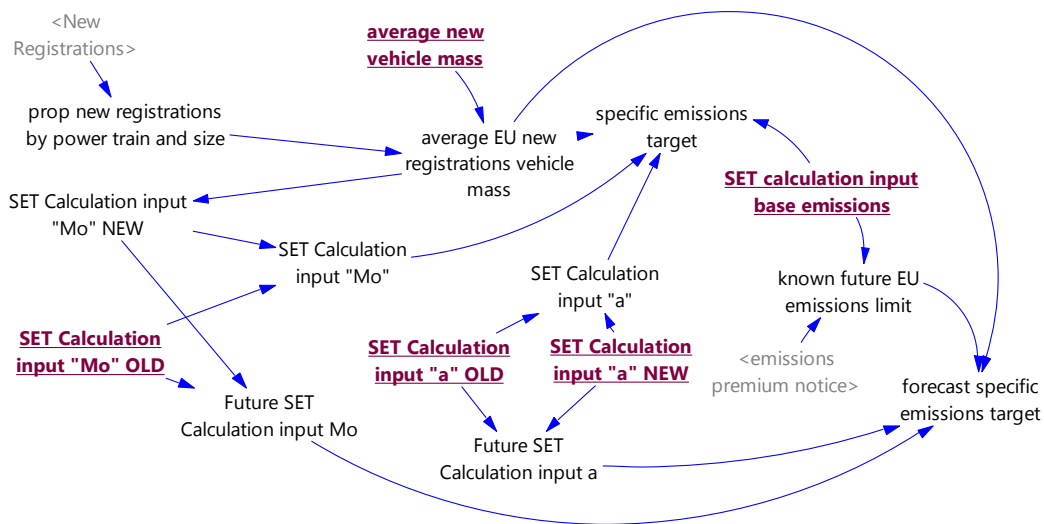 <New
Registrations>
average new
vehicle mass
prop new registrations
by power train and size
average EU new
registrations vehicle
mass
specific emissions
target
SET calculation input
base emissions
SET Calculation input
"Mo" NEW
SET Calculation
input "Mo"
SET Calculation
input "a"
known future EU
emissions limit
SET Calculation
input "Mo" OLD
SET Calculation
input "a" OLD
SET Calculation
input "a" NEW
<emissions
premium notice>
forecast specific
emissions target
Future SET
Calculation input Mo
Future SET
Calculation input a